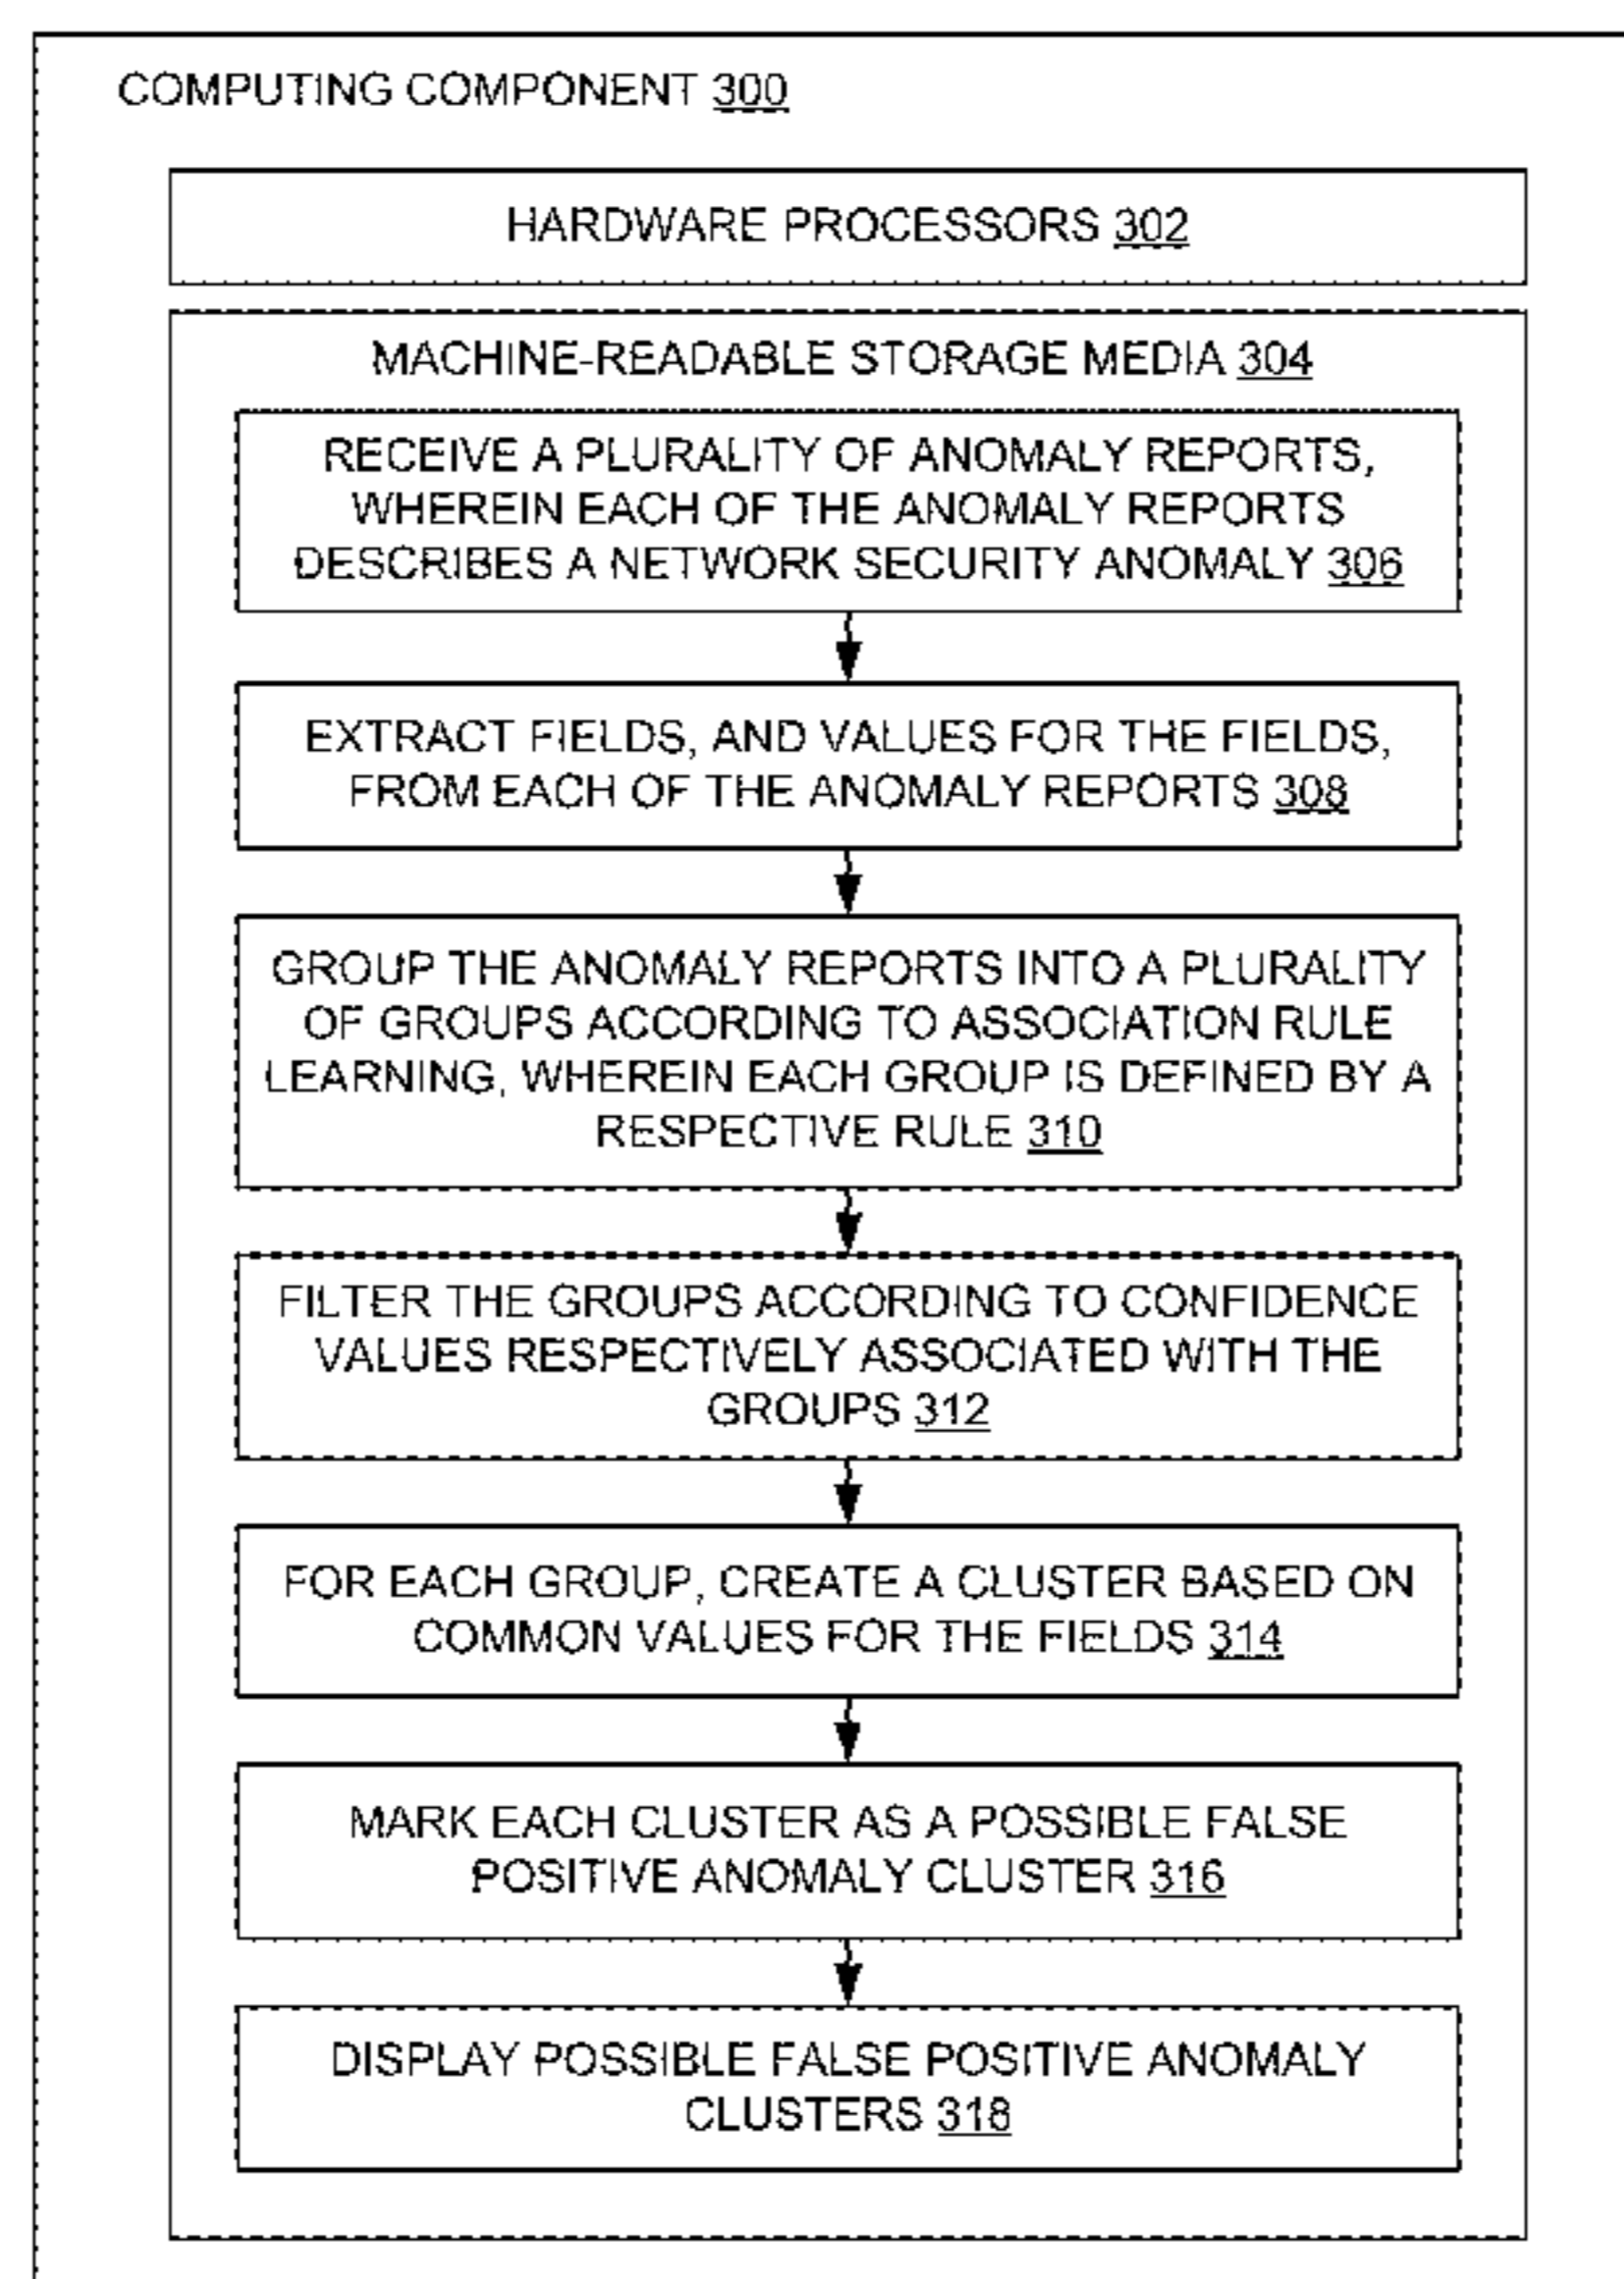 COMPUTING COMPONENT 300
HARDWARE PROCESSORS 302
MACHINE-READABLE STORAGE MEDIA 304
RECEIVE A PLURALITY OF ANOMALY REPORTS,
WHEREIN EACH OF THE ANOMALY REPORTS
DESCRIBES A NETWORK SECURITY ANOMALY 306
EXTRACT FIELDS, AND VALUES FOR THE FIELDS,
FROM EACH OF THE ANOMALY REPORTS 308
GROUP THE ANOMALY REPORTS INTO A PLURALITY
OF GROUPS ACCORDING TO ASSOCIATION RULE
LEARNING, WHEREIN EACH GROUP IS DEFINED BY A
RESPECTIVE RULE 310
FILTER THE GROUPS ACCORDING TO CONFIDENCE
VALUES RESPECTIVELY ASSOCIATED WITH THE
GROUPS 312
FOR EACH GROUP, CREATE A CLUSTER BASED ON
COMMON VALUES FOR THE FIELDS 314
MARK EACH CLUSTER AS A POSSIBLE FALSE
POSITIVE ANOMALY CLUSTER 316
DISPLAY POSSIBLE FALSE POSITIVE ANOMALY
CLUSTERS 318